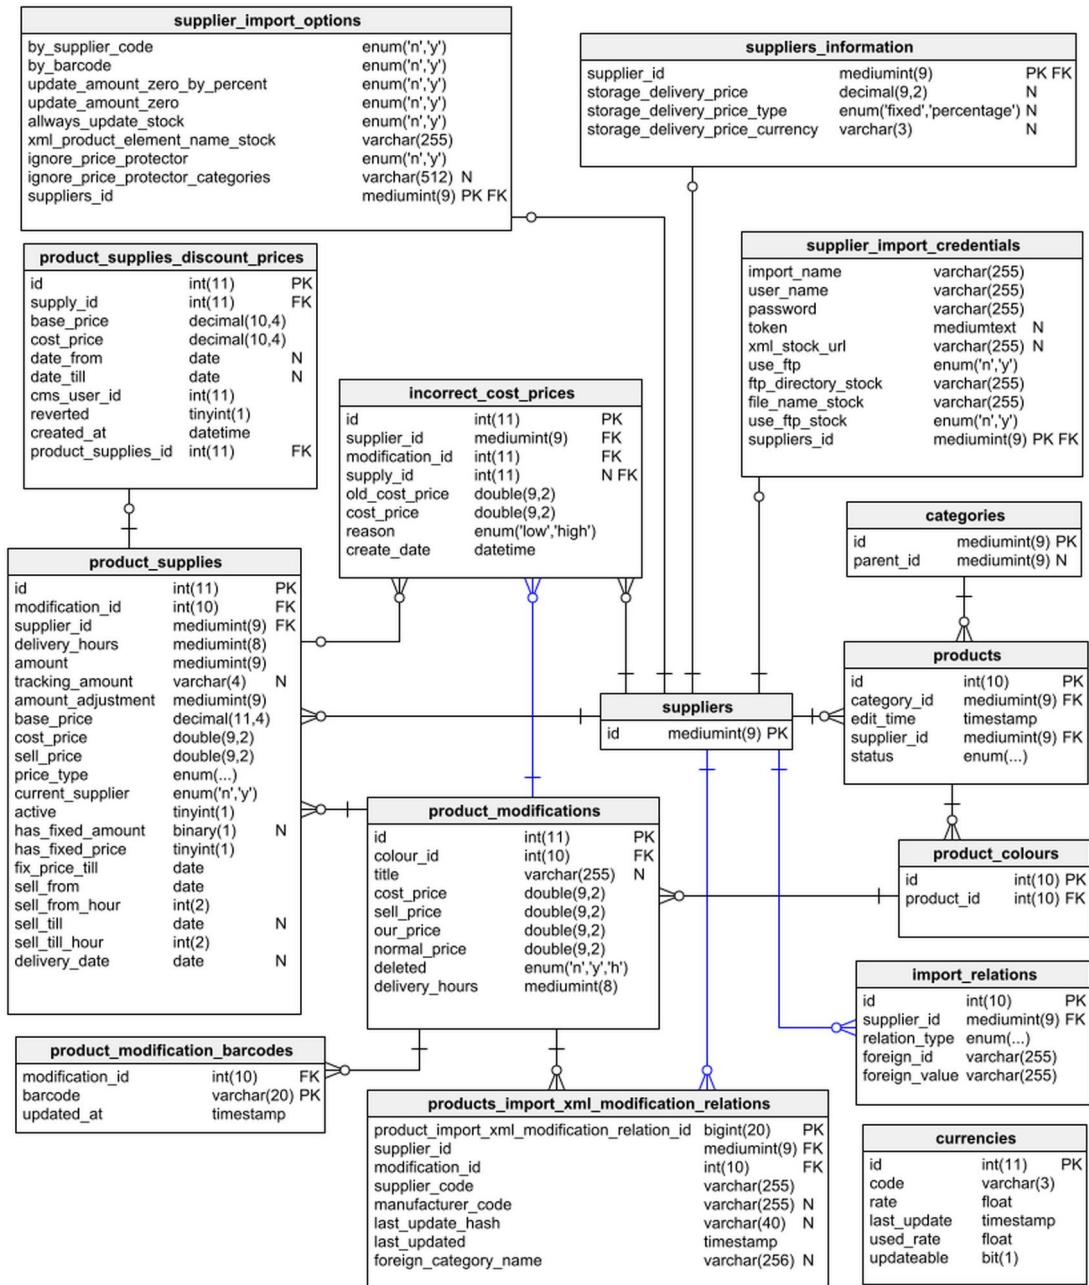 supplier_import_options
by_supplier_code enum('n','y')
by_barcode enum('n','y')
update_amount_zero_by_percent enum('n','y')
update_amount_zero enum('n','y')
allways_update_stock enum('n','y')
xml_product_element_name_stock varchar(255)
ignore_price_protector enum('n','y')
ignore_price_protector_categories varchar(512) N
suppliers_id mediumint(9) PK FK
suppliers_information
supplier_id mediumint(9) PK FK
storage_delivery_price decimal(9,2) N
storage_delivery_price_type enum('fixed','percentage') N
storage_delivery_price_currency varchar(3) N
product_supplies_discount_prices
id int(11) PK
supply_id int(11) FK
base_price decimal(10,4)
cost_price decimal(10,4)
date_from date N
date_till date N
cms_user_id int(11)
reverted tinyint(1)
created_at datetime
product_supplies_id int(11) FK
supplier_import_credentials
import_name varchar(255)
user_name varchar(255)
password varchar(255)
token mediumtext N
xml_stock_url varchar(255) N
use_ftp enum('n','y')
ftp_directory_stock varchar(255)
file_name_stock varchar(255)
use_ftp_stock enum('n','y')
suppliers_id mediumint(9) PK FK
incorrect_cost_prices
id int(11) PK
supplier_id mediumint(9) FK
modification_id int(11) FK
supply_id int(11) N FK
old_cost_price double(9,2)
cost_price double(9,2)
reason enum('low','high')
create_date datetime
categories
id mediumint(9) PK
parent_id mediumint(9) N
product_supplies
id int(11) PK
modification_id int(10) FK
supplier_id mediumint(9) FK
delivery_hours mediumint(8)
amount mediumint(9)
tracking_amount varchar(4) N
amount_adjustment mediumint(9)
base_price decimal(11,4)
cost_price double(9,2)
sell_price double(9,2)
price_type enum(...)
current_supplier enum('n','y')
active tinyint(1)
has_fixed_amount binary(1) N
has_fixed_price tinyint(1)
fix_price_till date
sell_from date
sell_from_hour int(2)
sell_till date N
sell_till_hour int(2)
delivery_date date N
products
id int(10) PK
category_id mediumint(9) FK
edit_time timestamp
supplier_id mediumint(9) FK
status enum(...)
suppliers
id mediumint(9) PK
product_modifications
id int(11) PK
colour_id int(10) FK
title varchar(255) N
cost_price double(9,2)
sell_price double(9,2)
our_price double(9,2)
normal_price double(9,2)
deleted enum('n','y','h')
delivery_hours mediumint(8)
product_colours
id int(10) PK
product_id int(10) FK
import_relations
id int(10) PK
supplier_id mediumint(9) FK
relation_type enum(...)
foreign_id varchar(255)
foreign_value varchar(255)
product_modification_barcodes
modification_id int(10) FK
barcode varchar(20) PK
updated_at timestamp
products_import_xml_modification_relations
product_import_xml_modification_relation_id bigint(20) PK
supplier_id mediumint(9) FK
modification_id int(10) FK
supplier_code varchar(255)
manufacturer_code varchar(255) N
last_update_hash varchar(40) N
last_updated timestamp
foreign_category_name varchar(256) N
currencies
id int(11) PK
code varchar(3)
rate float
last_update timestamp
used_rate float
updateable bit(1)